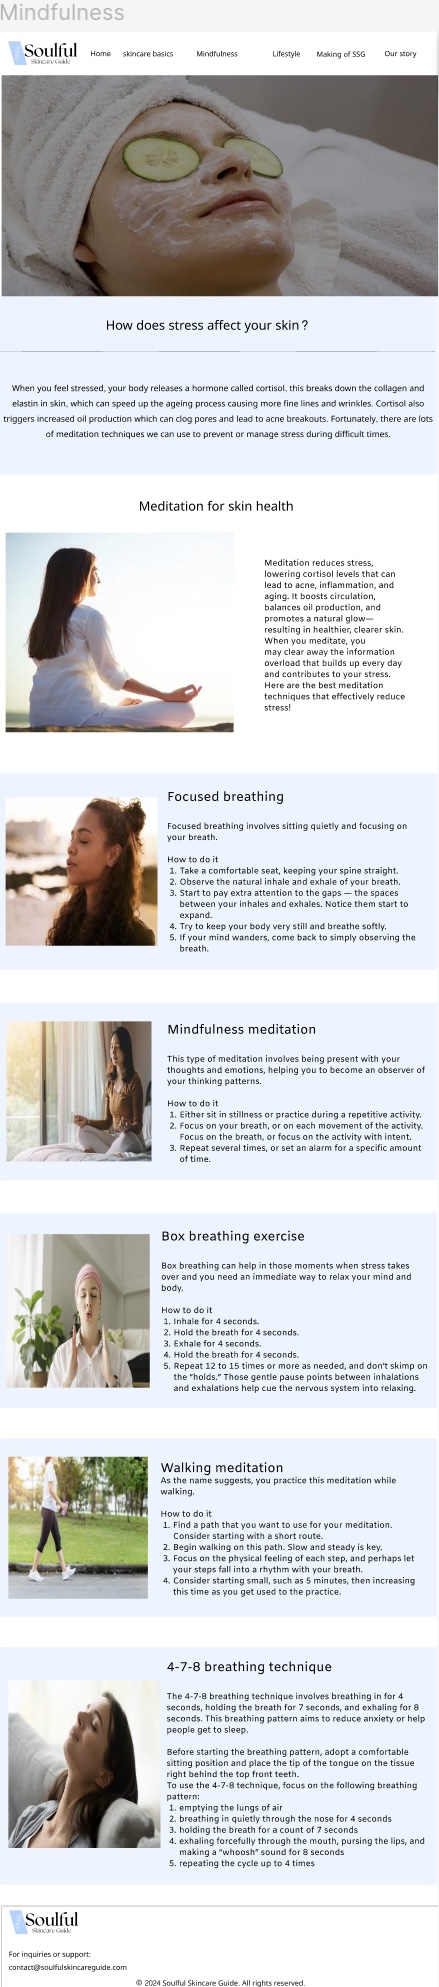 Mindfulness
Soulful
Skincare Guide
Home skincare basics Mindfulness Lifestyle Making of SSG Our story
How does stress affect your skin?
When you feel stressed, your body releases a hormone called cortisol, this breaks down the collagen and
elastin in skin, which can speed up the ageing process causing more fine lines and wrinkles. Cortisol also
triggers increased oil production which can clog pores and lead to acne breakouts. Fortunately, there are lots
of meditation techniques we can use to prevent or manage stress during difficult times.
Meditation for skin health
Meditation reduces stress,
lowering cortisol levels that can
lead to acne, inflammation, and
aging. It boosts circulation,
balances oil production, and
promotes a natural glow—
resulting in healthier, clearer skin.
When you meditate, you
may clear away the information
overload that builds up every day
and contributes to your stress.
Here are the best meditation
techniques that effectively reduce
stress!
Focused breathing
Focused breathing involves sitting quietly and focusing on
your breath.
How to do it
1. Take a comfortable seat, keeping your spine straight.
2. Observe the natural inhale and exhale of your breath.
3. Start to pay extra attention to the gaps — the spaces
between your inhales and exhales. Notice them start to
expand.
4. Try to keep your body very still and breathe softly.
5. If your mind wanders, come back to simply observing the
breath.
Mindfulness meditation
This type of meditation involves being present with your
thoughts and emotions, helping you to become an observer of
your thinking patterns.
How to do it
1. Either sit in stillness or practice during a repetitive activity.
2. Focus on your breath, or on each movement of the activity.
Focus on the breath, or focus on the activity with intent.
3. Repeat several times, or set an alarm for a specific amount
of time.
Box breathing exercise
Box breathing can help in those moments when stress takes
over and you need an immediate way to relax your mind and
body.
How to do it
1. Inhale for 4 seconds.
2. Hold the breath for 4 seconds.
3. Exhale for 4 seconds.
4. Hold the breath for 4 seconds.
5. Repeat 12 to 15 times or more as needed, and don't skimp on
the “holds.” Those gentle pause points between inhalations
and exhalations help cue the nervous system into relaxing.
Walking meditation
As the name suggests, you practice this meditation while
walking.
How to do it
1. Find a path that you want to use for your meditation.
Consider starting with a short route.
2. Begin walking on this path. Slow and steady is key.
3. Focus on the physical feeling of each step, and perhaps let
your steps fall into a rhythm with your breath.
4. Consider starting small, such as 5 minutes, then increasing
this time as you get used to the practice.
4-7-8 breathing technique
The 4-7-8 breathing technique involves breathing in for 4
seconds, holding the breath for 7 seconds, and exhaling for 8
seconds. This breathing pattern aims to reduce anxiety or help
people get to sleep.
Before starting the breathing pattern, adopt a comfortable
sitting position and place the tip of the tongue on the tissue
right behind the top front teeth.
To use the 4-7-8 technique, focus on the following breathing
pattern:
1. emptying the lungs of air
2. breathing in quietly through the nose for 4 seconds
3. holding the breath for a count of 7 seconds
4. exhaling forcefully through the mouth, pursing the lips, and
making a “whoosh” sound for 8 seconds
5. repeating the cycle up to 4 times
Soulful
Skincare Guide
For inquiries or support:
contact@soulfulskincareguide.com
© 2024 Soulful Skincare Guide. All rights reserved.